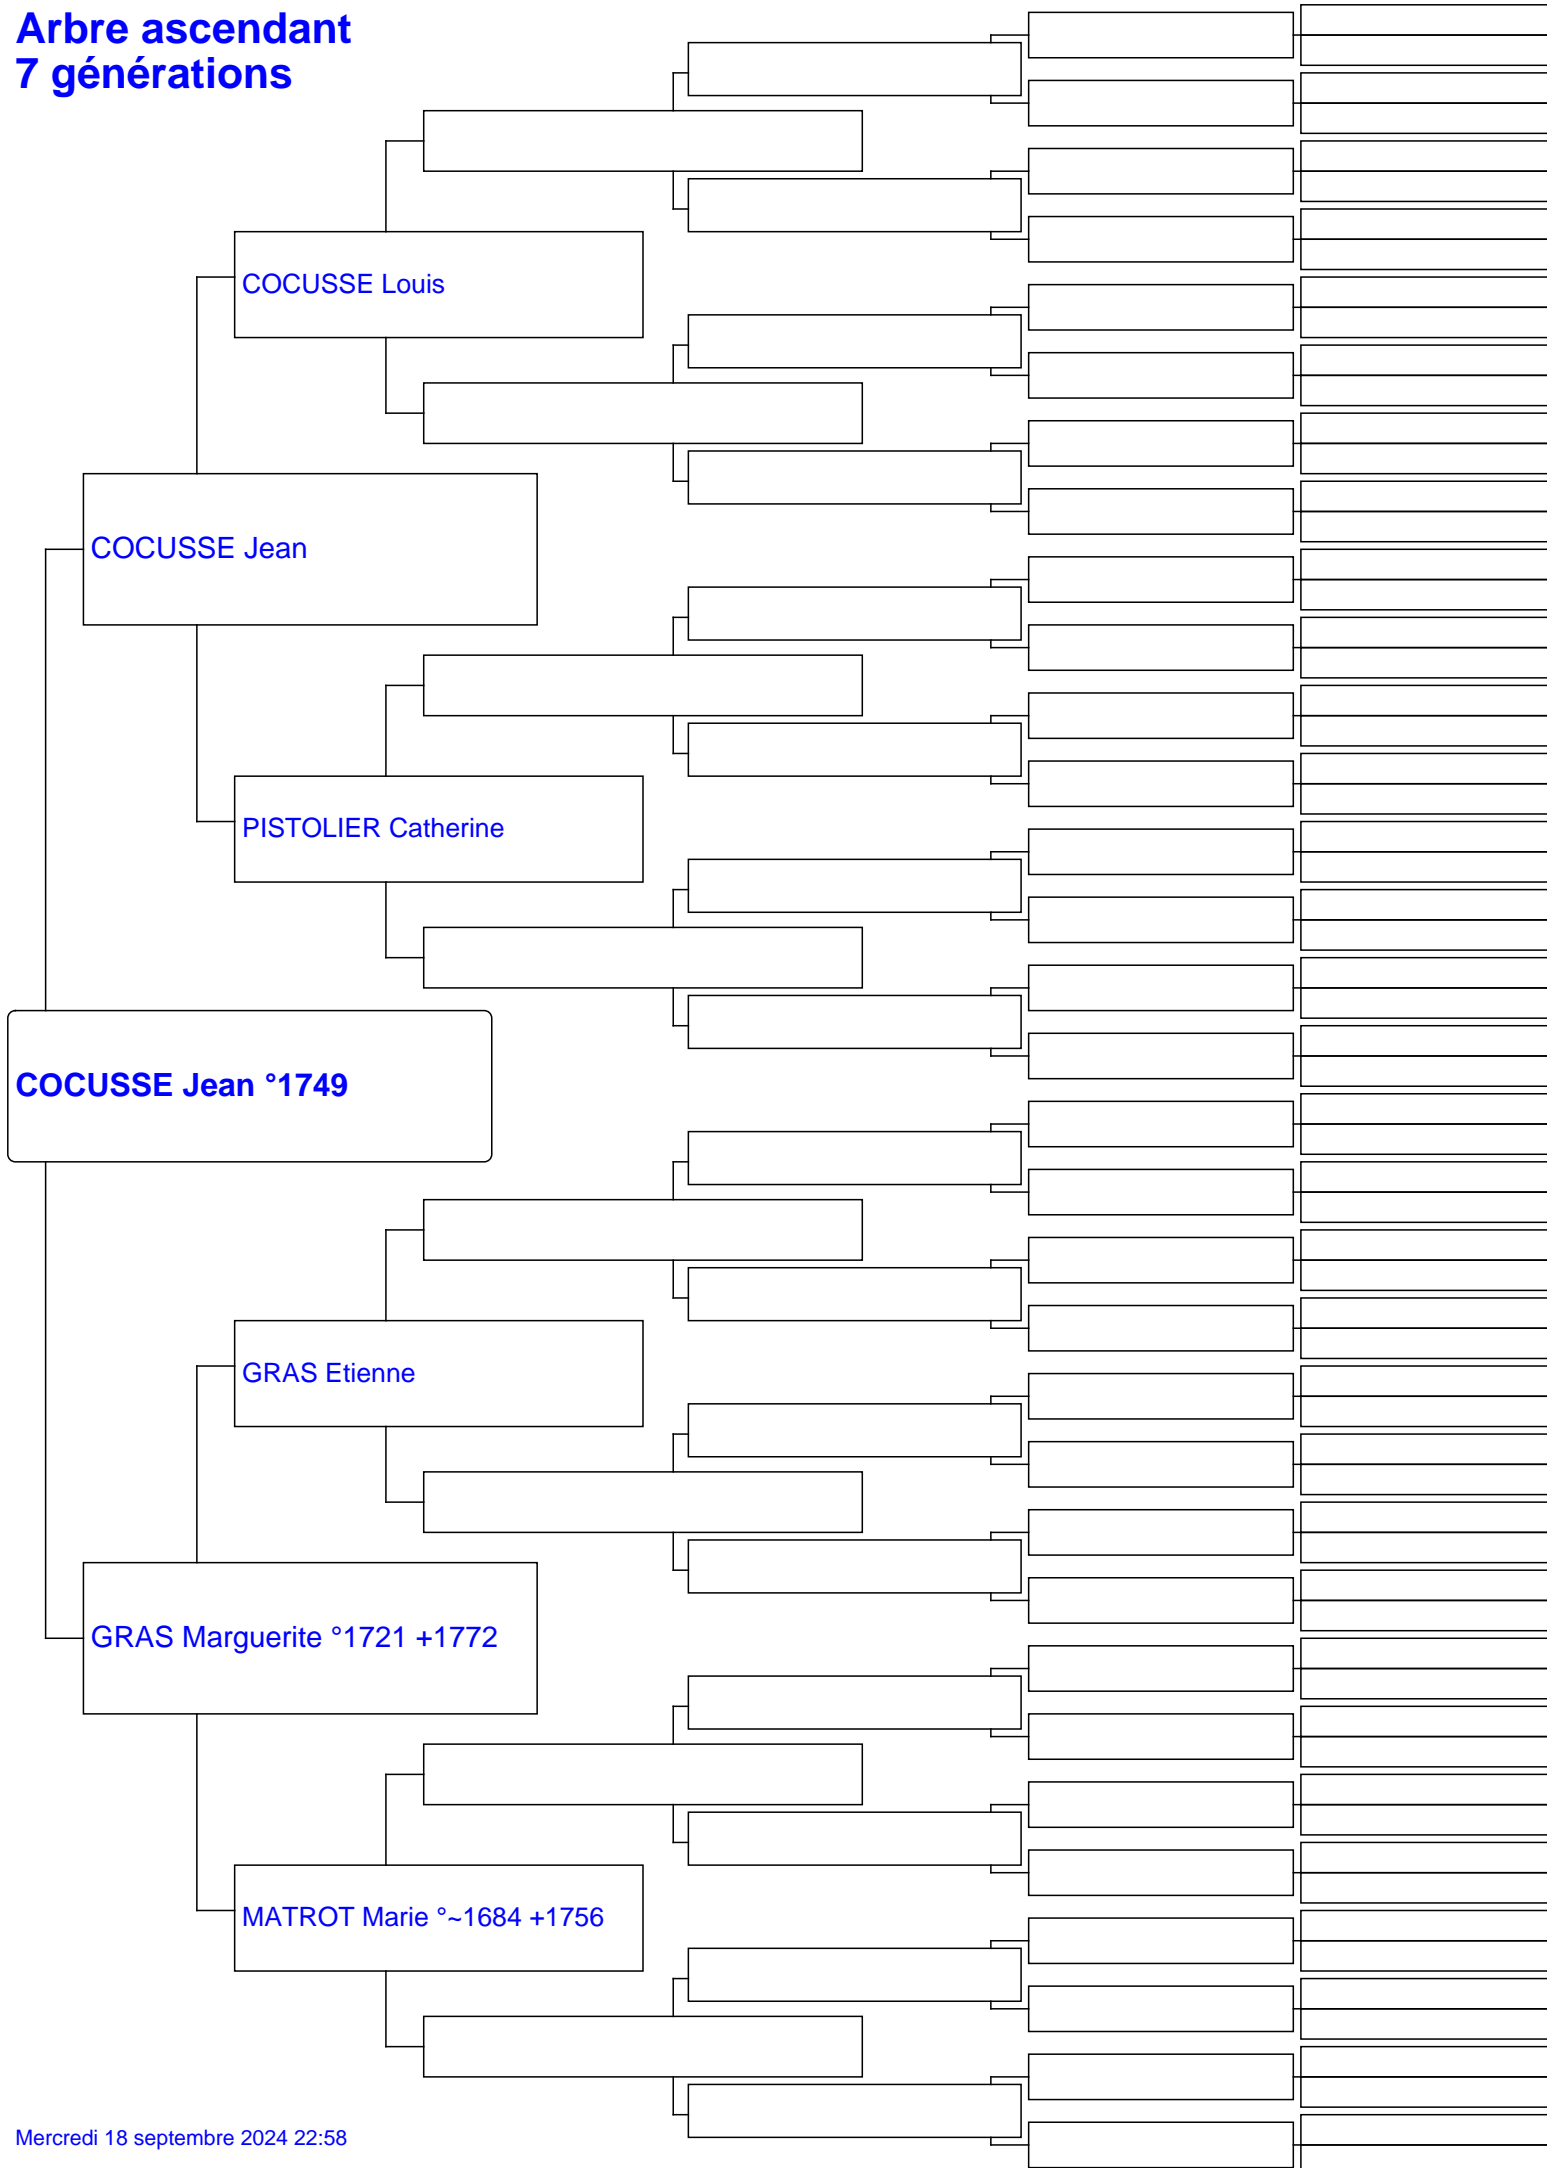 Arbre ascendant
7 générations
COCUSSE Louis
COCUSSE Jean
PISTOLIER Catherine
COCUSSE Jean °1749
GRAS Etienne
GRAS Marguerite °1721 +1772
MATROT Marie °~1684 +1756
Mercredi 18 septembre 2024 22:58